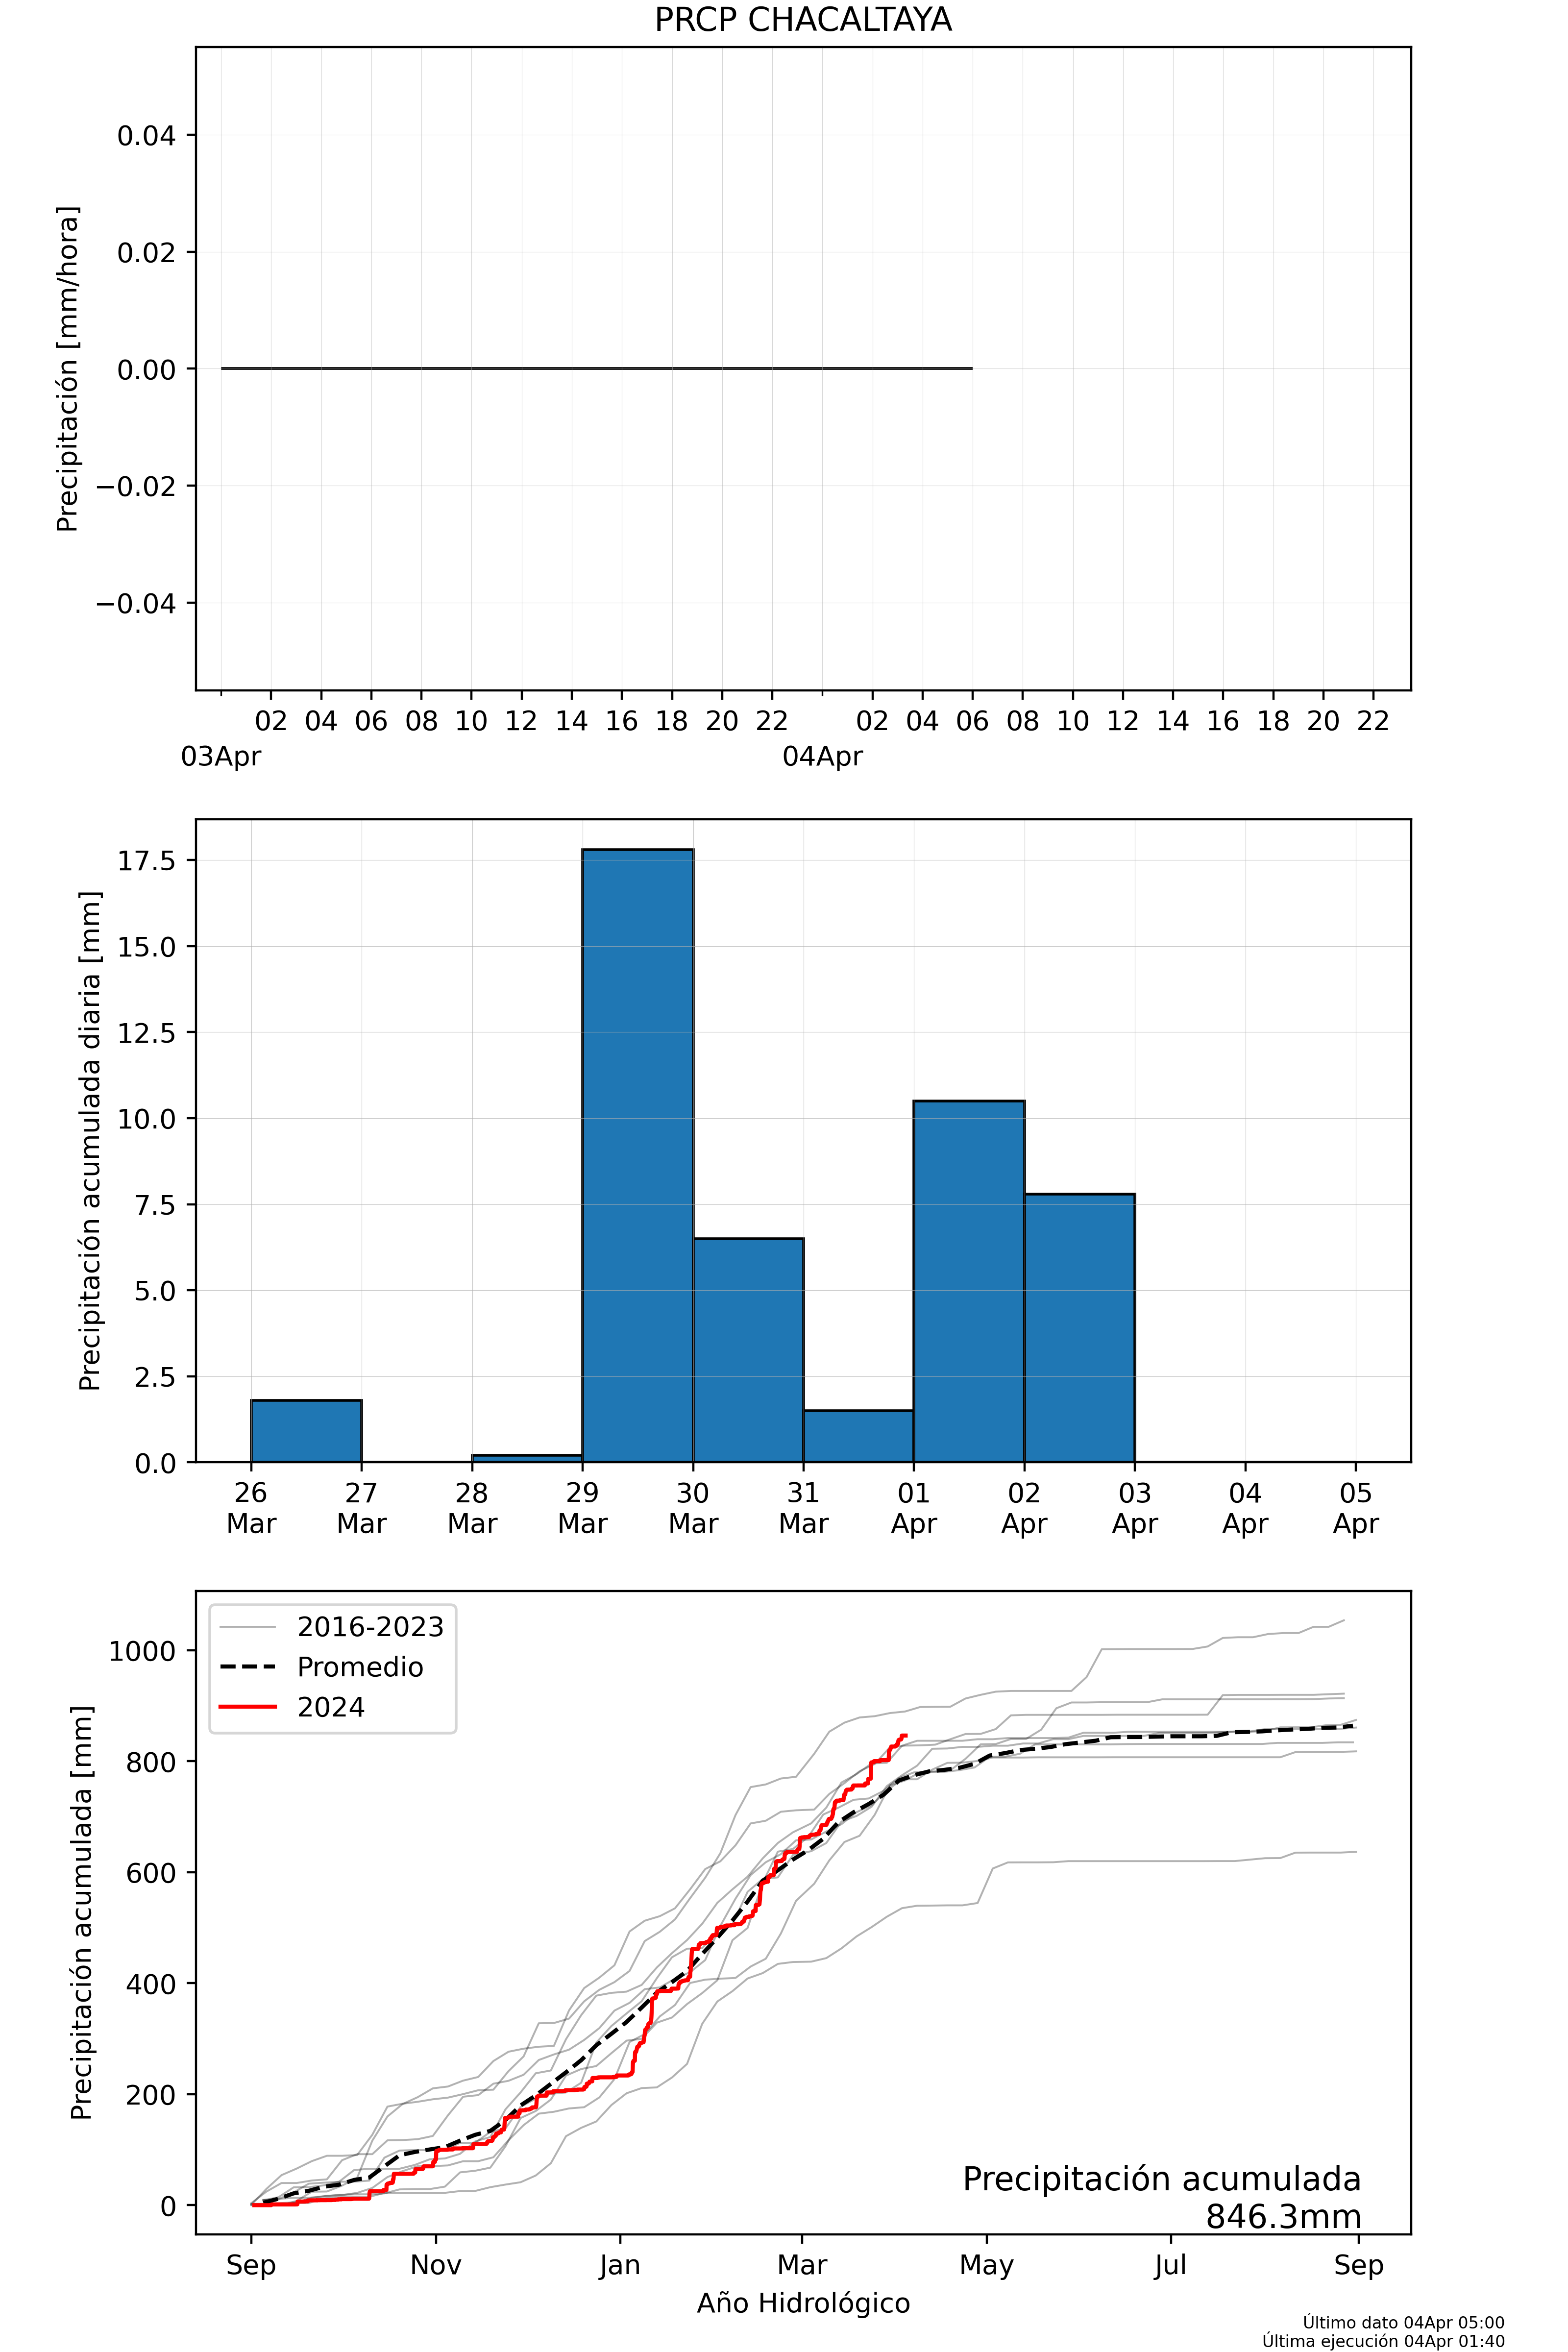 PRCP CHACALTAYA
Precipitación [mm/hora]
0.04
0.02
0.00
−0.02
−0.04
02 04 06 08 10 12 14 16 18 20 22 02 04 06 08 10 12 14 16 18 20 22
03Apr 04Apr
Precipitación acumulada diaria [mm]
17.5
15.0
12.5
10.0
7.5
5.0
2.5
0.0
26 27 28 29 30 31 01 02 03 04 05
Mar Mar Mar Mar Mar Mar Apr Apr Apr Apr Apr
Precipitación acumulada [mm]
1000
800
600
400
200
0
2016-2023
Promedio
2024
Precipitación acumulada
846.3mm
Sep Nov Jan Mar May Jul Sep
Año Hidrológico
Último dato 04Apr 05:00
Última ejecución 04Apr 01:40